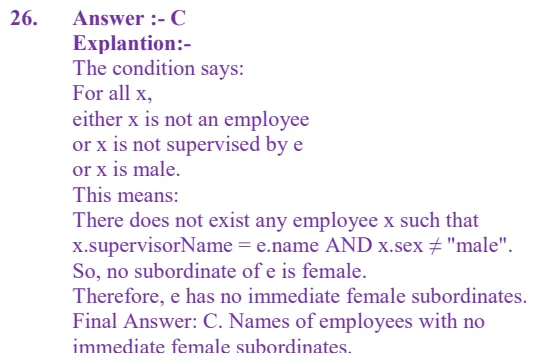 26. Answer :- C
Explantion:-
The condition says:
For all x,
either x is not an employee
or x is not supervised by e
or x is male.
This means:
There does not exist any employee x such that
x.supervisorName = e.name AND x.sex ≠ "male".
So, no subordinate of e is female.
Therefore, e has no immediate female subordinates.
Final Answer: C. Names of employees with no
immediate female subordinates.